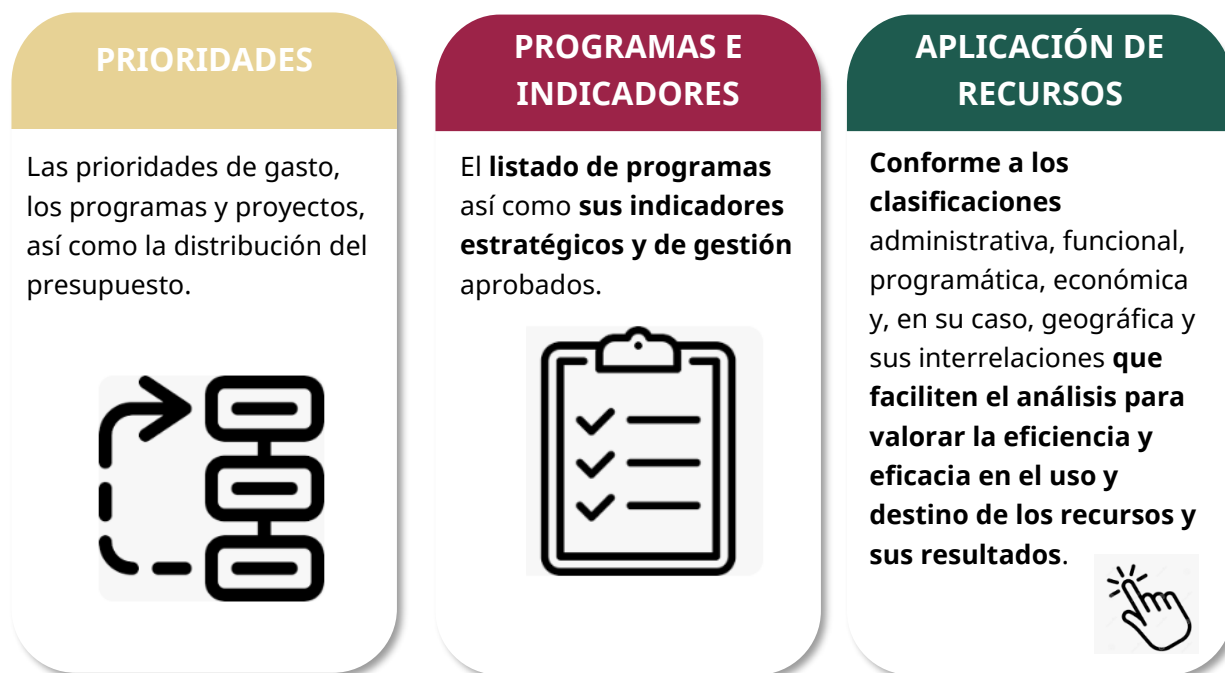 PRIORIDADES
Las prioridades de gasto,
los programas y proyectos,
así como la distribución del
presupuesto.
PROGRAMAS E
INDICADORES
El listado de programas
así como sus indicadores
estratégicos y de gestión
aprobados.
APLICACIÓN DE
RECURSOS
Conforme a los
clasificaciones
administrativa, funcional,
programática, económica
y, en su caso, geográfica y
sus interrelaciones que
faciliten el análisis para
valorar la eficiencia y
eficacia en el uso y
destino de los recursos y
sus resultados.